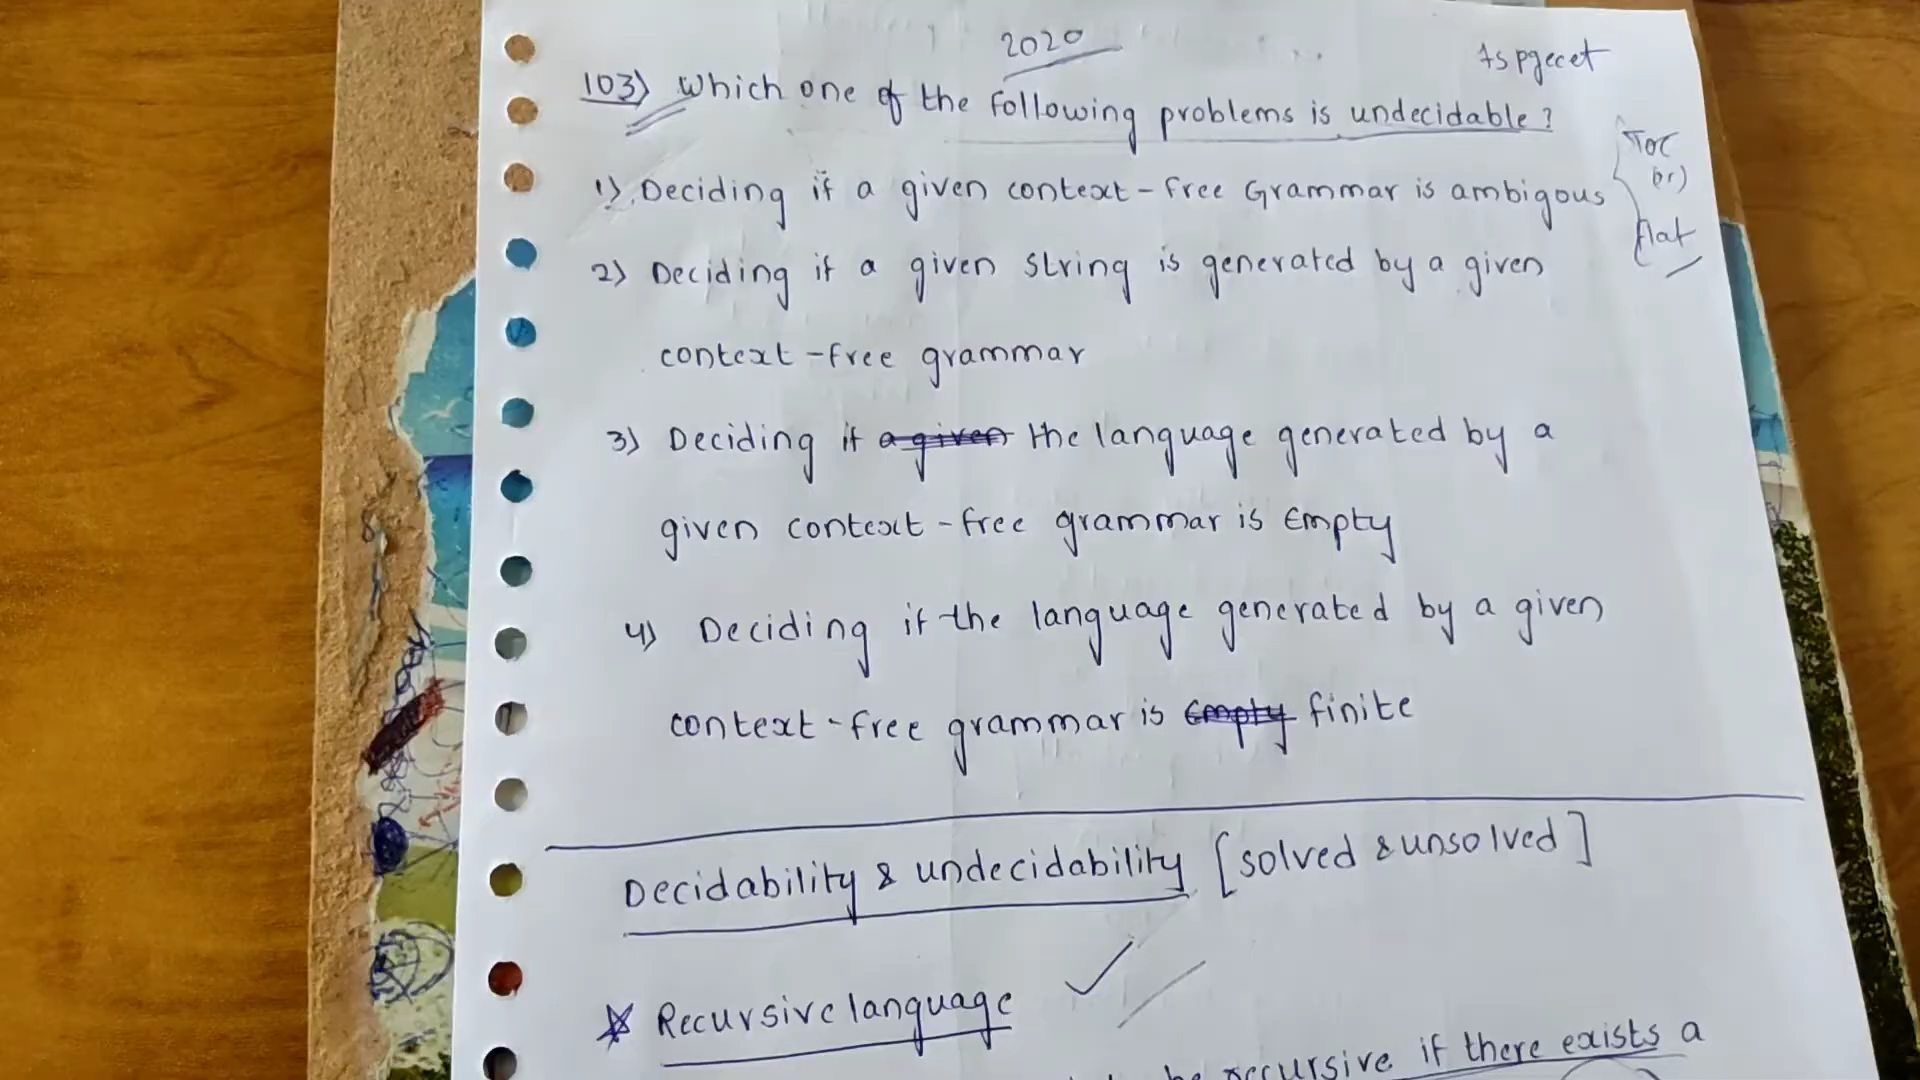 2020
Tspgecet
103) Which one of the following problems is undecidable?
TOC
(or)
flat
1) Deciding if a given context-free Grammar is ambigous
2) Deciding if a given string is generated by a given
context-free grammar
3) Deciding if a given the language generated by a
given context-free grammar is Empty
4) Deciding if the language generated by a given
context-free grammar is empty finite
Decidability & undecidability [solved & unsolved]
Recursive language
be recursive if there exists a